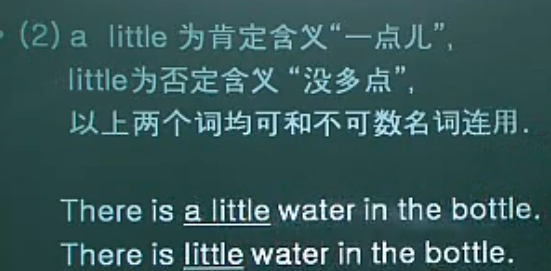 (2) a little 为肯定含义“一点儿”,
little为否定含义 “没多点”,
以上两个词均可和不可数名词连用.
There is a little water in the bottle.
There is little water in the bottle.